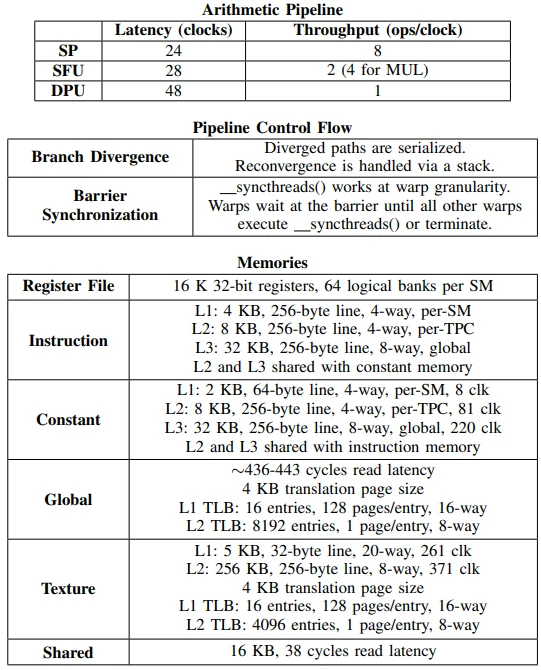 Arithmetic Pipeline
Latency (clocks) Throughput (ops/clock)
SP 24 8
SFU 28 2 (4 for MUL)
DPU 48 1
Pipeline Control Flow
Branch Divergence
Diverged paths are serialized.
Reconvergence is handled via a stack.
Barrier
Synchronization
__syncthreads() works at warp granularity.
Warps wait at the barrier until all other warps
execute __syncthreads() or terminate.
Memories
Register File 16 K 32-bit registers, 64 logical banks per SM
Instruction
L1: 4 KB, 256-byte line, 4-way, per-SM
L2: 8 KB, 256-byte line, 4-way, per-TPC
L3: 32 KB, 256-byte line, 8-way, global
L2 and L3 shared with constant memory
Constant
L1: 2 KB, 64-byte line, 4-way, per-SM, 8 clk
L2: 8 KB, 256-byte line, 4-way, per-TPC, 81 clk
L3: 32 KB, 256-byte line, 8-way, global, 220 clk
L2 and L3 shared with instruction memory
Global
∼436-443 cycles read latency
4 KB translation page size
L1 TLB: 16 entries, 128 pages/entry, 16-way
L2 TLB: 8192 entries, 1 page/entry, 8-way
Texture
L1: 5 KB, 32-byte line, 20-way, 261 clk
L2: 256 KB, 256-byte line, 8-way, 371 clk
4 KB translation page size
L1 TLB: 16 entries, 128 pages/entry, 16-way
L2 TLB: 4096 entries, 1 page/entry, 8-way
Shared 16 KB, 38 cycles read latency